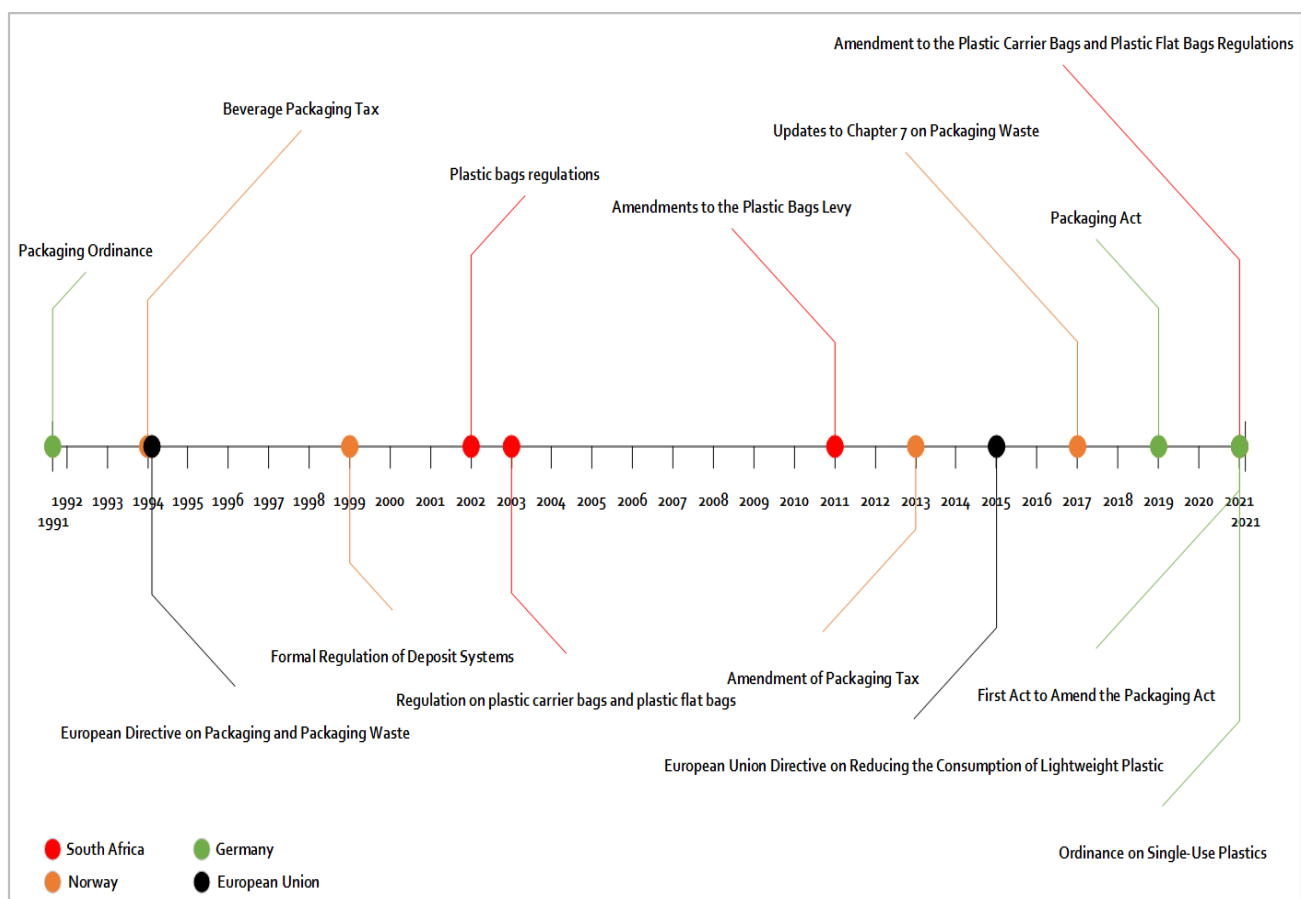 Amendment to the Plastic Carrier Bags and Plastic Flat Bags Regulations
Beverage Packaging Tax
Updates to Chapter 7 on Packaging Waste
Plastic bags regulations
Amendments to the Plastic Bags Levy
Packaging Act
Packaging Ordinance
1992 1993 1994 1995 1996 1997 1998 1999 2000 2001 2002 2003 2004 2005 2006 2007 2008 2009 2010 2011 2012 2013 2014 2015 2016 2017 2018 2019 2020 2021
1991 2021
Formal Regulation of Deposit Systems
Amendment of Packaging Tax
Regulation on plastic carrier bags and plastic flat bags
First Act to Amend the Packaging Act
European Directive on Packaging and Packaging Waste
European Union Directive on Reducing the Consumption of Lightweight Plastic
South Africa
Germany
Ordinance on Single-Use Plastics
Norway
European Union